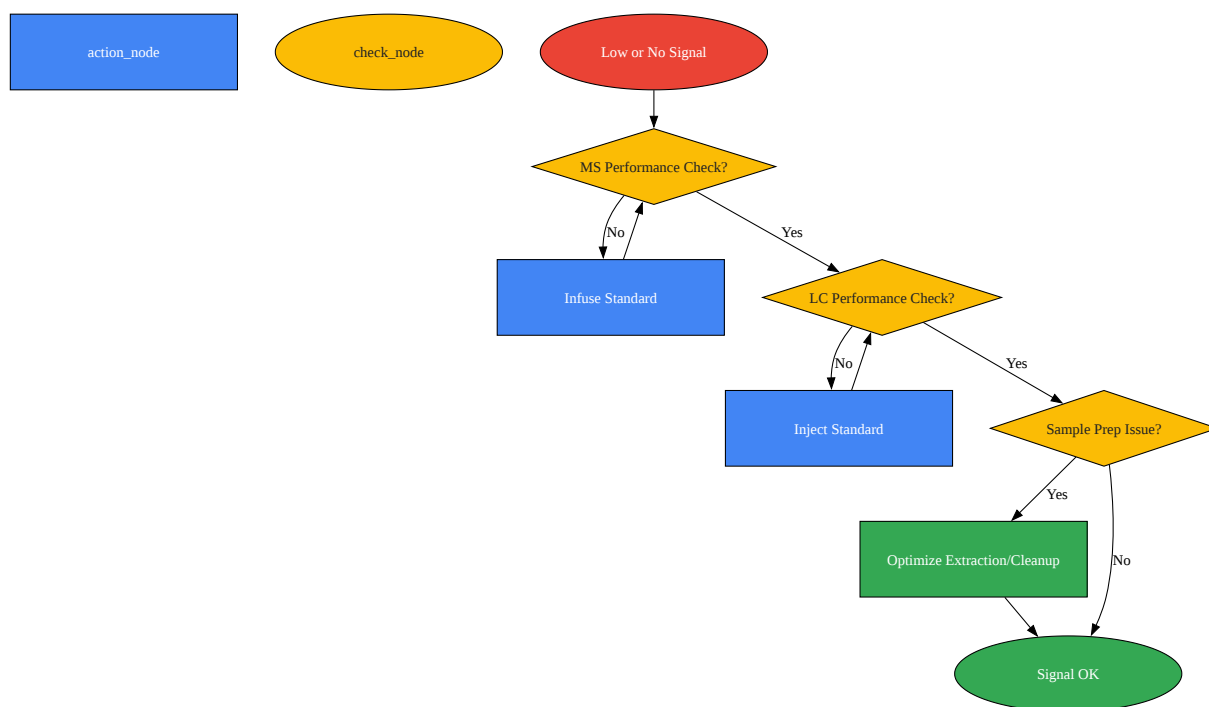 action_node
check_node
Low or No Signal
MS Performance Check?
No
Yes
Infuse Standard
LC Performance Check?
No
Yes
Inject Standard
Sample Prep Issue?
Yes
Optimize Extraction/Cleanup
No
Signal OK